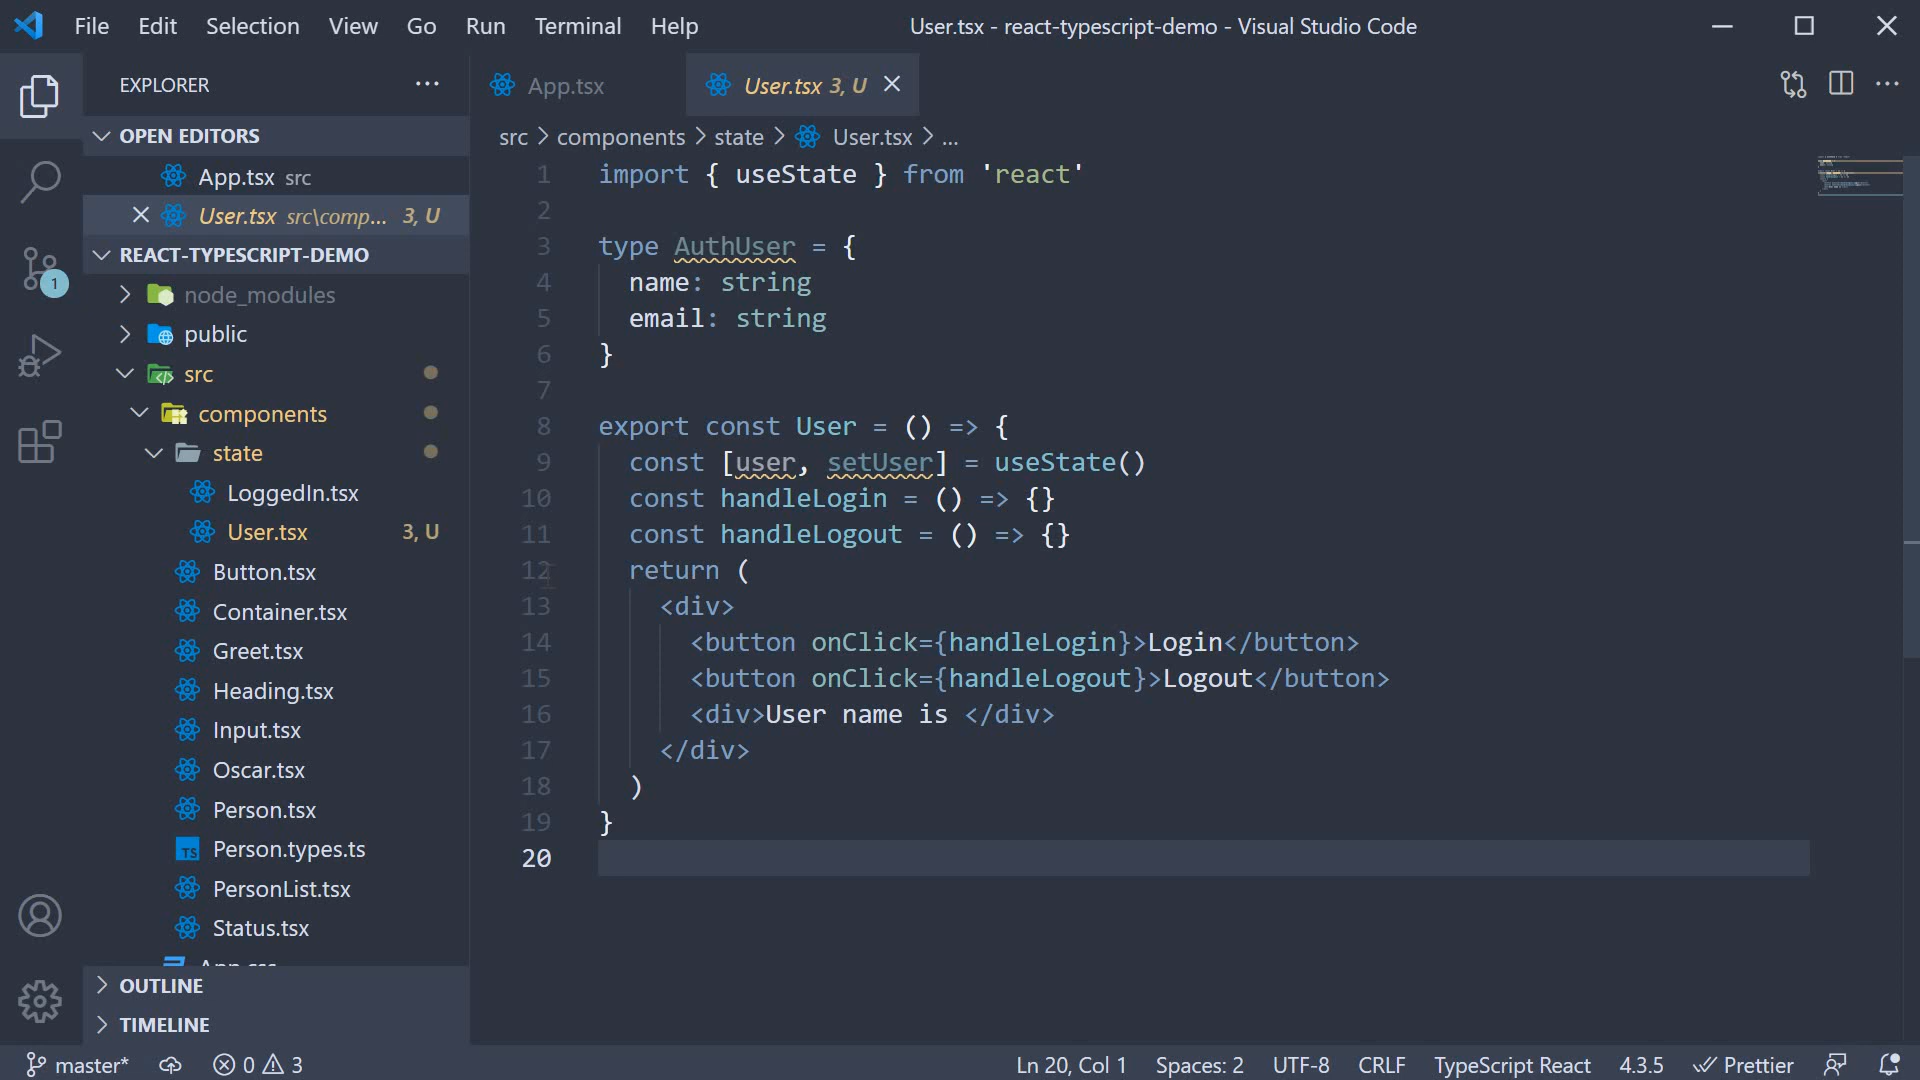 File Edit Selection View Go Run Terminal Help User.tsx - react-typescript-demo - Visual Studio Code
EXPLORER
OPEN EDITORS
App.tsx src
User.tsx src\comp... 3, U
REACT-TYPESCRIPT-DEMO
node_modules
public
src
components
state
LoggedIn.tsx
User.tsx 3, U
Button.tsx
Container.tsx
Greet.tsx
Heading.tsx
Input.tsx
Oscar.tsx
Person.tsx
TS Person.types.ts
PersonList.tsx
Status.tsx
OUTLINE
TIMELINE
1
App.tsx User.tsx 3, U
src > components > state > User.tsx > ...
1 import { useState } from 'react'
2
3 type AuthUser = {
4 name: string
5 email: string
6 }
7
8 export const User = () => {
9 const [user, setUser] = useState()
10 const handleLogin = () => {}
11 const handleLogout = () => {}
12 return (
13 <div>
14 <button onClick={handleLogin}>Login</button>
15 <button onClick={handleLogout}>Logout</button>
16 <div>User name is </div>
17 </div>
18 )
19 }
20
master* 0 3 Ln 20, Col 1 Spaces: 2 UTF-8 CRLF TypeScript React 4.3.5 Prettier